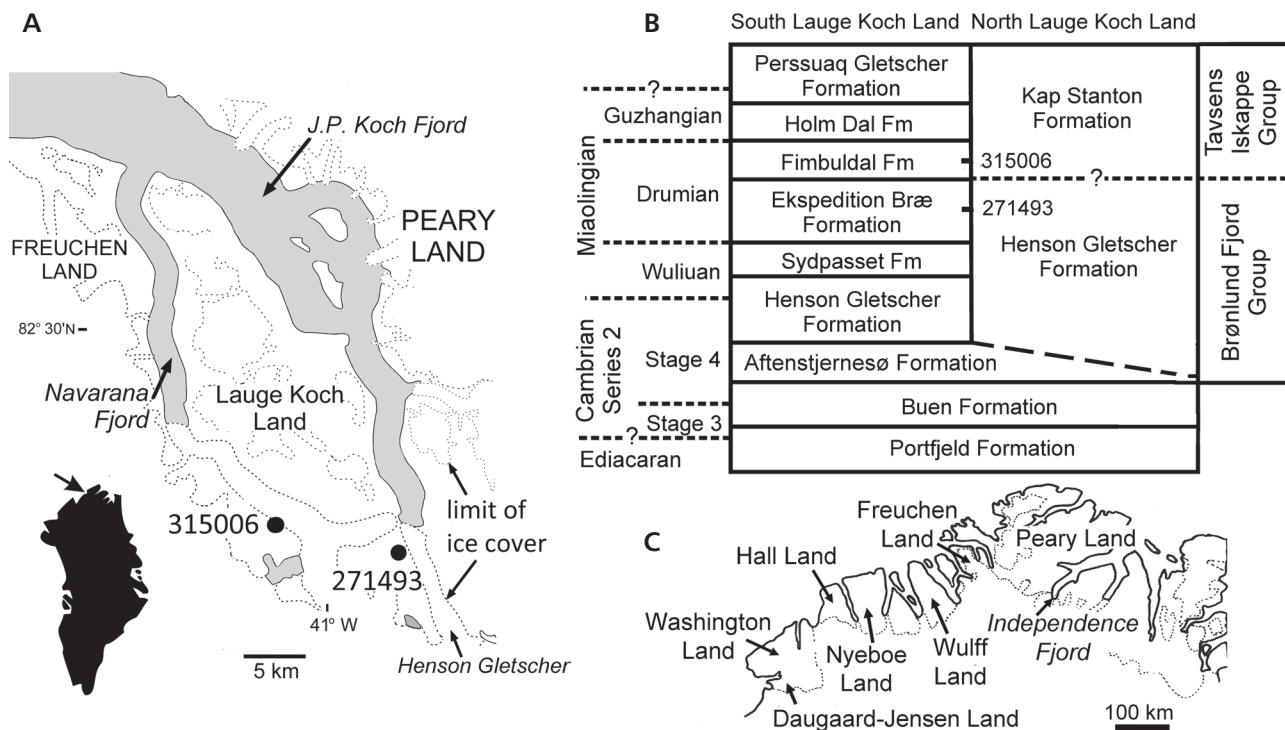 A
J.P. Koch Fjord
PEARY
LAND
FREUCHEN
LAND
82° 30'N
Navarana
Fjord
Lauge Koch
Land
limit of
ice cover
315006
271493
41° W
5 km
Henson Gletscher
B
South Lauge Koch Land
North Lauge Koch Land
Miaolingian
Cambrian
Series 2
?
Guzhangian
Drumian
Wuliuan
Stage 4
Stage 3
?
Ediacaran
Perssuaq Gletscher
Formation
Holm Dal Fm
Fimbuldal Fm
Ekspedition Bræ
Formation
Sydpasset Fm
Henson Gletscher
Formation
Aftenstjernesø Formation
Buen Formation
Portfjeld Formation
Kap Stanton
Formation
315006
?
271493
Henson Gletscher
Formation
Tavsens
Iskappe
Group
Brønlund Fjord
Group
C
Freuchen
Land
Peary Land
Hall Land
Washington
Land
Nyeboe
Land
Wulff
Land
Independence
Fjord
Daugaard-Jensen Land
100 km